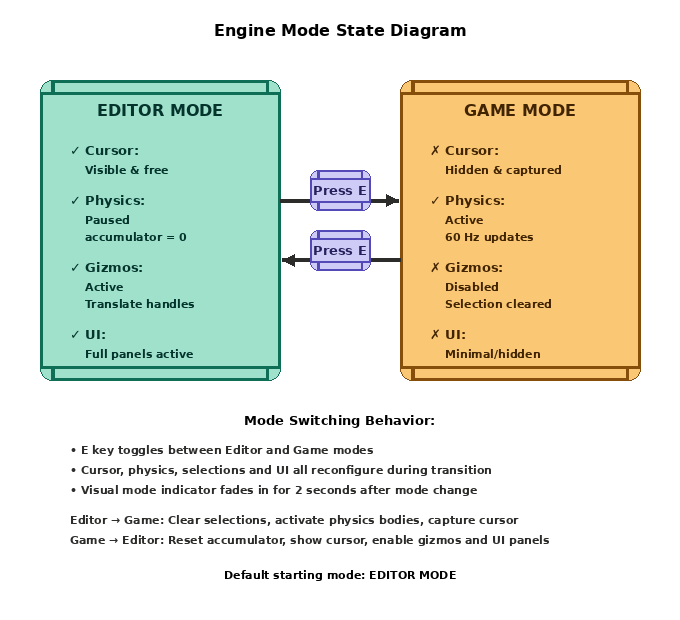 Engine Mode State Diagram
EDITOR MODE
✓ Cursor:
Visible & free
✓ Physics:
Paused
accumulator = 0
✓ Gizmos:
Active
Translate handles
✓ UI:
Full panels active
Press E
Press E
GAME MODE
✗ Cursor:
Hidden & captured
✓ Physics:
Active
60 Hz updates
✗ Gizmos:
Disabled
Selection cleared
✗ UI:
Minimal/hidden
Mode Switching Behavior:
• E key toggles between Editor and Game modes
• Cursor, physics, selections and UI all reconfigure during transition
• Visual mode indicator fades in for 2 seconds after mode change
Editor → Game: Clear selections, activate physics bodies, capture cursor
Game → Editor: Reset accumulator, show cursor, enable gizmos and UI panels
Default starting mode: EDITOR MODE